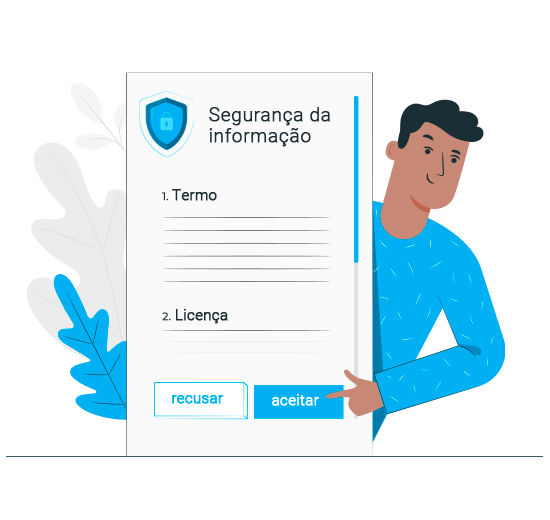 Segurança da
informação
1. Termo
2. Licença
recusar
aceitar